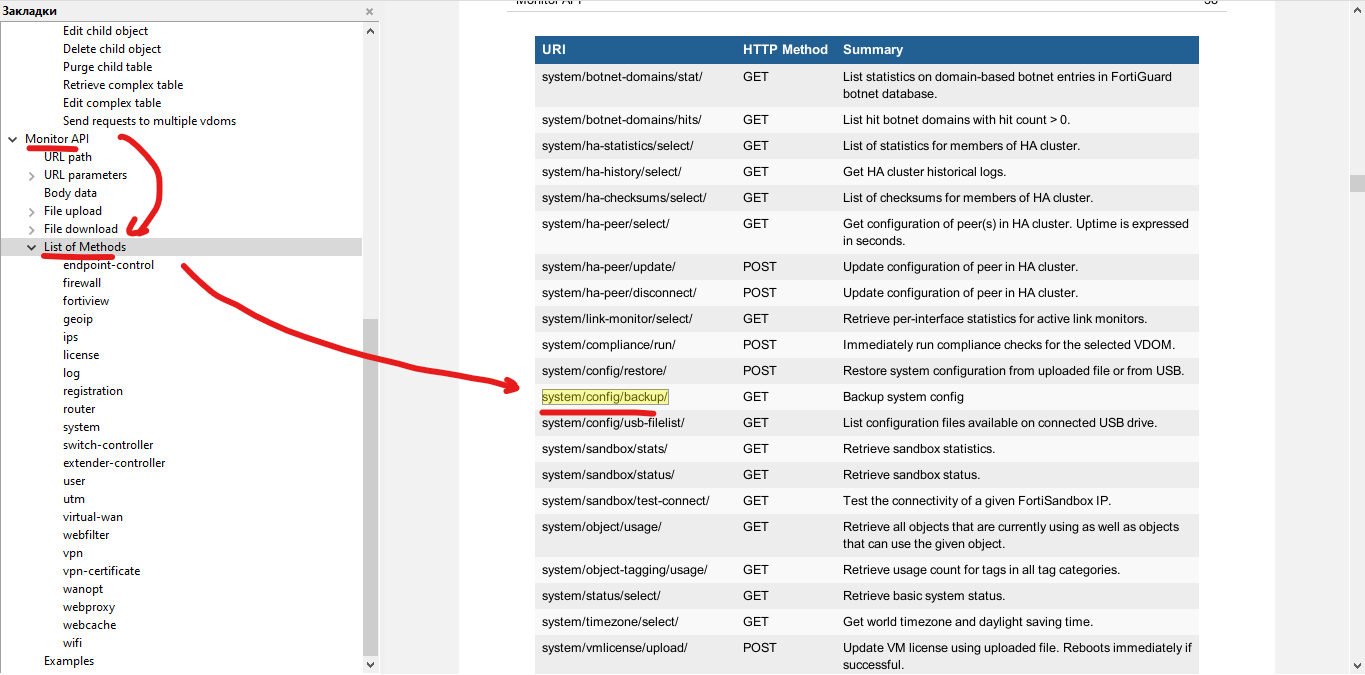 Закладки
Edit child object
Delete child object
Purge child table
Retrieve complex table
Edit complex table
Send requests to multiple vdoms
Monitor API
URL path
URL parameters
Body data
File upload
File download
List of Methods
endpoint-control
firewall
fortiview
geoip
ips
license
log
registration
router
system
switch-controller
extender-controller
user
utm
virtual-wan
webfilter
vpn
vpn-certificate
wanopt
webproxy
webcache
wifi
Examples
Monitor API
URI HTTP Method Summary
system/botnet-domains/stat/ GET List statistics on domain-based botnet entries in FortiGuard
botnet database.
system/botnet-domains/hits/ GET List hit botnet domains with hit count > 0.
system/ha-statistics/select/ GET List of statistics for members of HA cluster.
system/ha-history/select/ GET Get HA cluster historical logs.
system/ha-checksums/select/ GET List of checksums for members of HA cluster.
system/ha-peer/select/ GET Get configuration of peer(s) in HA cluster. Uptime is expressed
in seconds.
system/ha-peer/update/ POST Update configuration of peer in HA cluster.
system/ha-peer/disconnect/ POST Update configuration of peer in HA cluster.
system/link-monitor/select/ GET Retrieve per-interface statistics for active link monitors.
system/compliance/run/ POST Immediately run compliance checks for the selected VDOM.
system/config/restore/ POST Restore system configuration from uploaded file or from USB.
system/config/backup/ GET Backup system config
system/config/usb-filelist/ GET List configuration files available on connected USB drive.
system/sandbox/stats/ GET Retrieve sandbox statistics.
system/sandbox/status/ GET Retrieve sandbox status.
system/sandbox/test-connect/ GET Test the connectivity of a given FortiSandbox IP.
system/object/usage/ GET Retrieve all objects that are currently using as well as objects
that can use the given object.
system/object-tagging/usage/ GET Retrieve usage count for tags in all tag categories.
system/status/select/ GET Retrieve basic system status.
system/timezone/select/ GET Get world timezone and daylight saving time.
system/vmlicense/upload/ POST Update VM license using uploaded file. Reboots immediately if
successful.